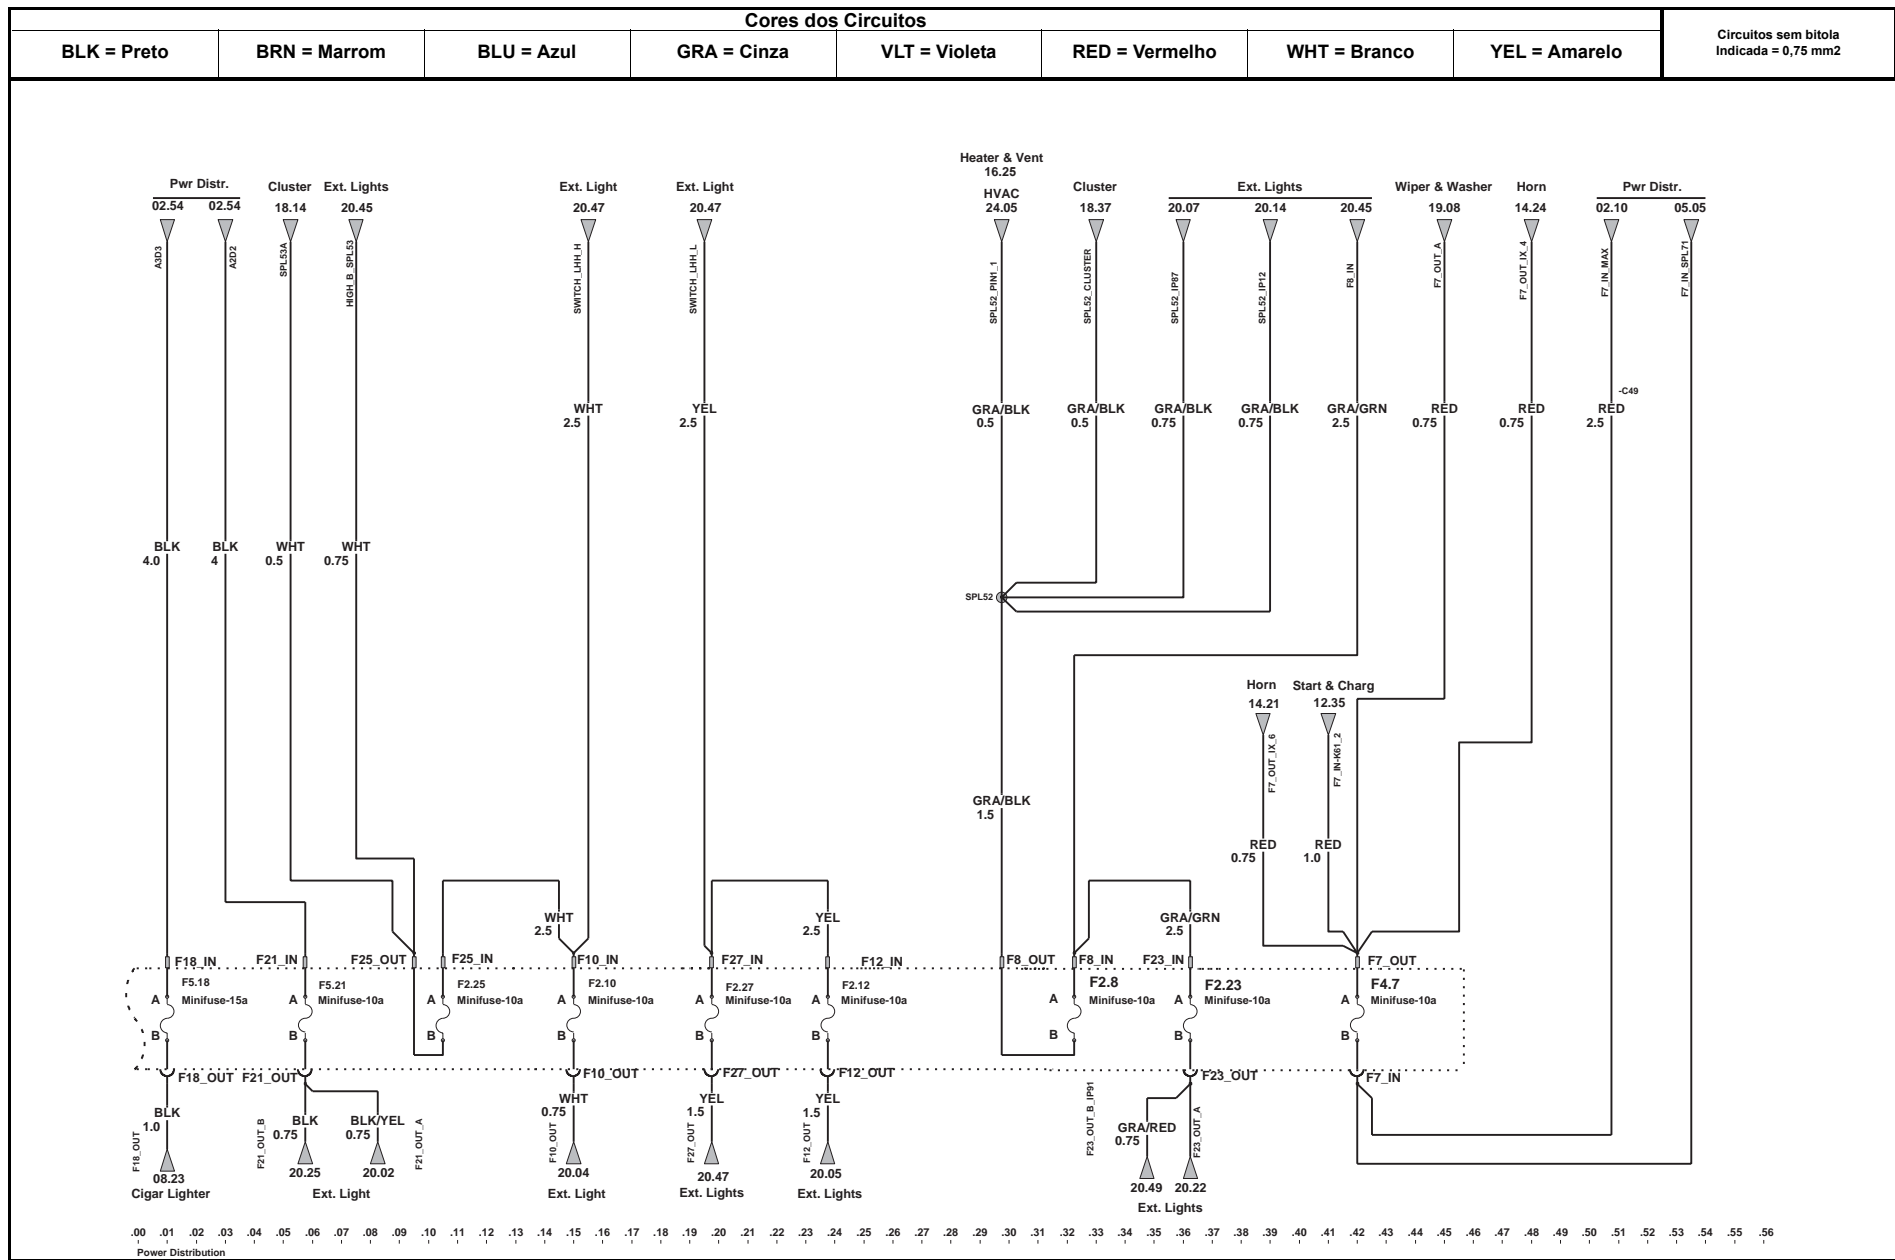 Cores dos Circuitos
BLK = Preto
BRN = Marrom
BLU = Azul
GRA = Cinza
VLT = Violeta
RED = Vermelho
WHT = Branco
YEL = Amarelo
Circuitos sem bitola
Indicada = 0,75 mm2
Heater & Vent
16.25
Pwr Distr.
Cluster
Ext. Lights
Ext. Light
Ext. Light
HVAC
Cluster
Ext. Lights
Wiper & Washer
Horn
Pwr Distr.
02.54
02.54
18.14
20.45
20.47
20.47
24.05
18.37
20.07
20.14
20.45
19.08
14.24
02.10
05.05
A3D3
A2D2
SPL53A
HIGH_B_SPL53
SWITCH_LHH_H
SWITCH_LHH_L
SPL52_PIN1_1
SPL52_CLUSTER
SPL52_IP87
SPL52_IP12
F8_IN
F7_OUT_A
F7_OUT_IX_4
F7_IN_MAX
F7_IN_SPL71
-C49
WHT
2.5
YEL
2.5
GRA/BLK
0.5
GRA/BLK
0.5
GRA/BLK
0.75
GRA/BLK
0.75
GRA/GRN
2.5
RED
0.75
RED
0.75
RED
2.5
BLK
4.0
BLK
4
WHT
0.5
WHT
0.75
SPL52
Horn
14.21
Start & Charg
12.35
F7_OUT_IX_6
F7_IN-K61_2
GRA/BLK
1.5
RED
0.75
RED
1.0
WHT
2.5
YEL
2.5
GRA/GRN
2.5
F18_IN
F21_IN
F25_OUT
F25_IN
F10_IN
F27_IN
F12_IN
F8_OUT
F8_IN
F23_IN
F7_OUT
A
F5.18
Minifuse-15a
B
A
F5.21
Minifuse-10a
B
A
F2.25
Minifuse-10a
B
A
F2.10
Minifuse-10a
B
A
F2.27
Minifuse-10a
B
A
F2.12
Minifuse-10a
B
A
F2.8
Minifuse-10a
B
A
F2.23
Minifuse-10a
B
A
F4.7
Minifuse-10a
B
F18_OUT
F21_OUT
F10_OUT
F27_OUT
F12_OUT
F23_OUT
F7_IN
BLK
1.0
F18_OUT
BLK
0.75
F21_OUT_B
BLK/YEL
0.75
F21_OUT_A
WHT
0.75
F10_OUT
YEL
1.5
F27_OUT
YEL
1.5
F12_OUT
F23_OUT_B_IP91
GRA/RED
0.75
F23_OUT_A
08.23
Cigar Lighter
20.25
20.02
Ext. Light
20.04
Ext. Light
20.47
Ext. Lights
20.05
Ext. Lights
20.49
20.22
Ext. Lights
.00 .01 .02 .03 .04 .05 .06 .07 .08 .09 .10 .11 .12 .13 .14 .15 .16 .17 .18 .19 .20 .21 .22 .23 .24 .25 .26 .27 .28 .29 .30 .31 .32 .33 .34 .35 .36 .37 .38 .39 .40 .41 .42 .43 .44 .45 .46 .47 .48 .49 .50 .51 .52 .53 .54 .55 .56
Power Distribution